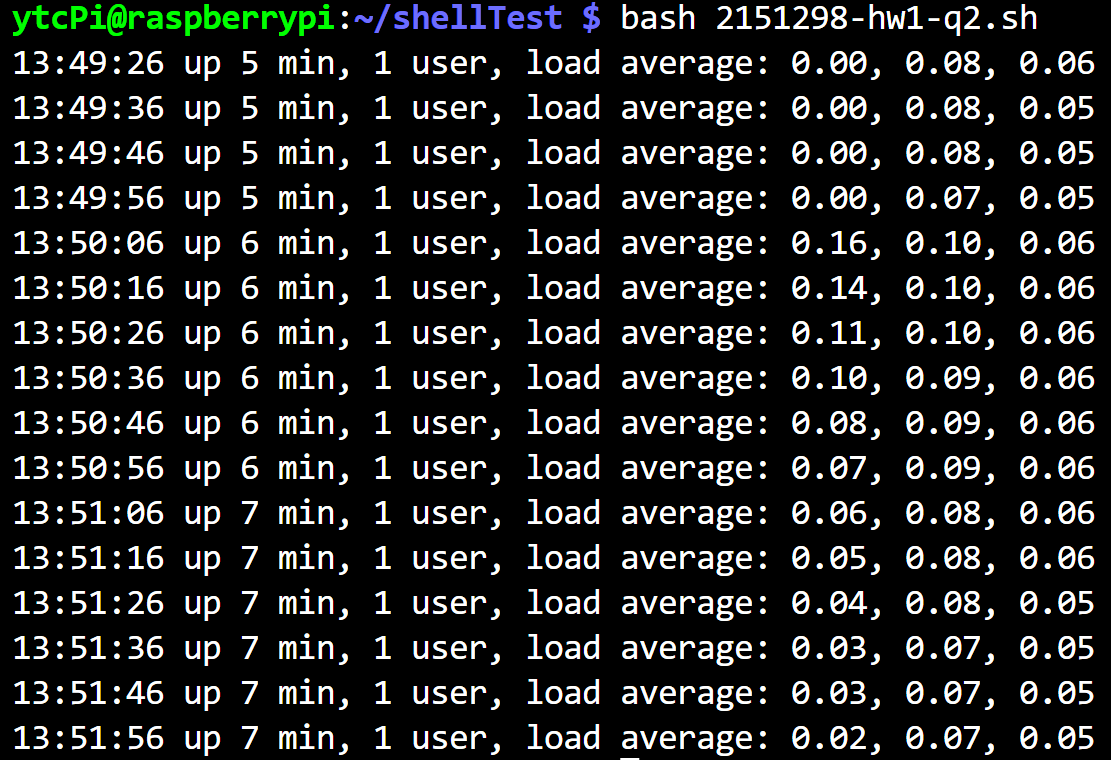 ytcPi@raspberrypi:~/shellTest $ bash 2151298-hw1-q2.sh
13:49:26 up 5 min, 1 user, load average: 0.00, 0.08, 0.06
13:49:36 up 5 min, 1 user, load average: 0.00, 0.08, 0.05
13:49:46 up 5 min, 1 user, load average: 0.00, 0.08, 0.05
13:49:56 up 5 min, 1 user, load average: 0.00, 0.07, 0.05
13:50:06 up 6 min, 1 user, load average: 0.16, 0.10, 0.06
13:50:16 up 6 min, 1 user, load average: 0.14, 0.10, 0.06
13:50:26 up 6 min, 1 user, load average: 0.11, 0.10, 0.06
13:50:36 up 6 min, 1 user, load average: 0.10, 0.09, 0.06
13:50:46 up 6 min, 1 user, load average: 0.08, 0.09, 0.06
13:50:56 up 6 min, 1 user, load average: 0.07, 0.09, 0.06
13:51:06 up 7 min, 1 user, load average: 0.06, 0.08, 0.06
13:51:16 up 7 min, 1 user, load average: 0.05, 0.08, 0.06
13:51:26 up 7 min, 1 user, load average: 0.04, 0.08, 0.05
13:51:36 up 7 min, 1 user, load average: 0.03, 0.07, 0.05
13:51:46 up 7 min, 1 user, load average: 0.03, 0.07, 0.05
13:51:56 up 7 min, 1 user, load average: 0.02, 0.07, 0.05